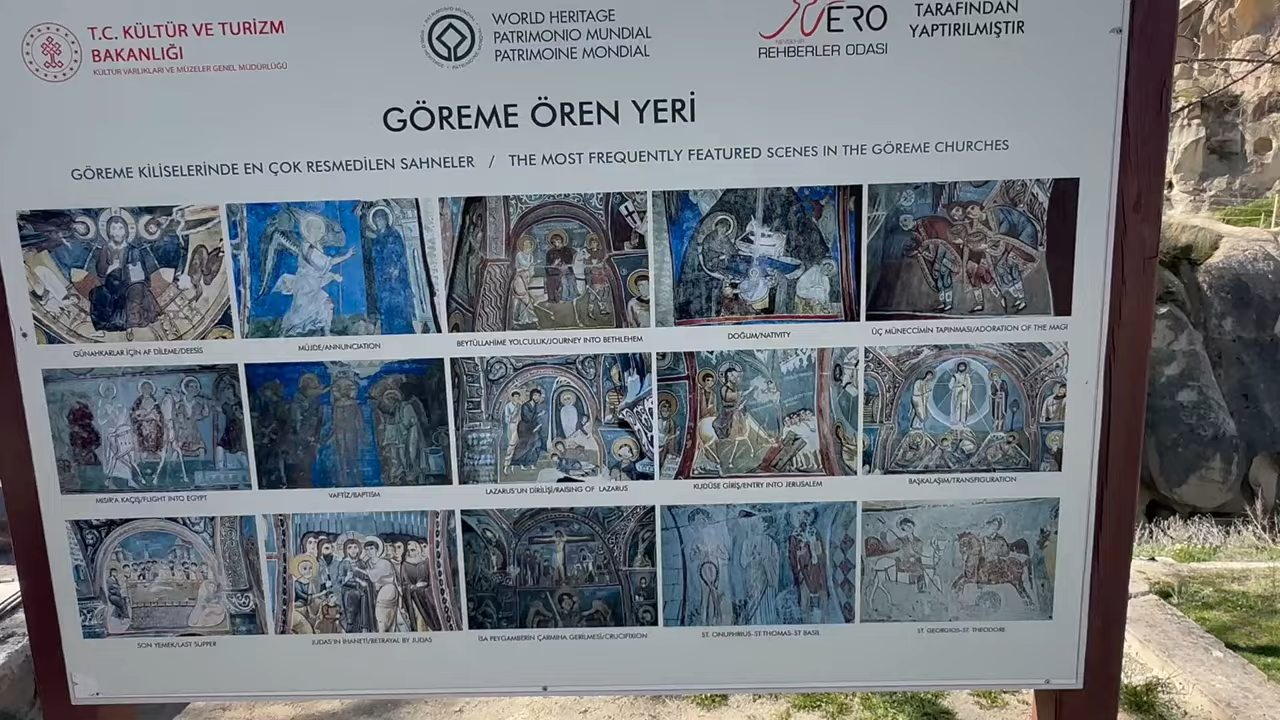 T.C. KÜLTÜR VE TURİZM
BAKANLIĞI
KÜLTÜR VARLIKLARI VE MÜZELER GENEL MÜDÜRLÜĞÜ
WORLD HERITAGE
PATRIMONIO MUNDIAL
PATRIMOINE MONDIAL
NERO
NEVŞEHİR
REHBERLER ODASI
TARAFINDAN
YAPTIRILMIŞTIR
GÖREME ÖREN YERİ
GÖREME KİLİSELERİNDE EN ÇOK RESMEDİLEN SAHNELER / THE MOST FREQUENTLY FEATURED SCENES IN THE GÖREME CHURCHES
GÜNAHKARLAR İÇİN AF DİLEME/DEESIS
MÜJDE/ANNUNCIATION
BEYTÜLLAHİME YOLCULUK/JOURNEY INTO BETHLEHEM
DOĞUM/NATIVITY
ÜÇ MÜNECCİMİN TAPINMASI/ADORATION OF THE MAGI
MISIR'A KAÇIŞ/FLIGHT INTO EGYPT
VAFTİZ/BAPTISM
LAZARUS'UN DİRİLİŞİ/RAISING OF LAZARUS
KUDÜSE GİRİŞ/ENTRY INTO JERUSALEM
BAŞKALAŞIM/TRANSFIGURATION
SON YEMEK/LAST SUPPER
JUDAS'IN İHANETİ/BETRAYAL BY JUDAS
İSA PEYGAMBERİN ÇARMIHA GERİLMESİ/CRUCIFIXION
ST. ONUPHRIUS-ST THOMAS-ST BASIL
ST. GEORGIOS-ST. THEODORE